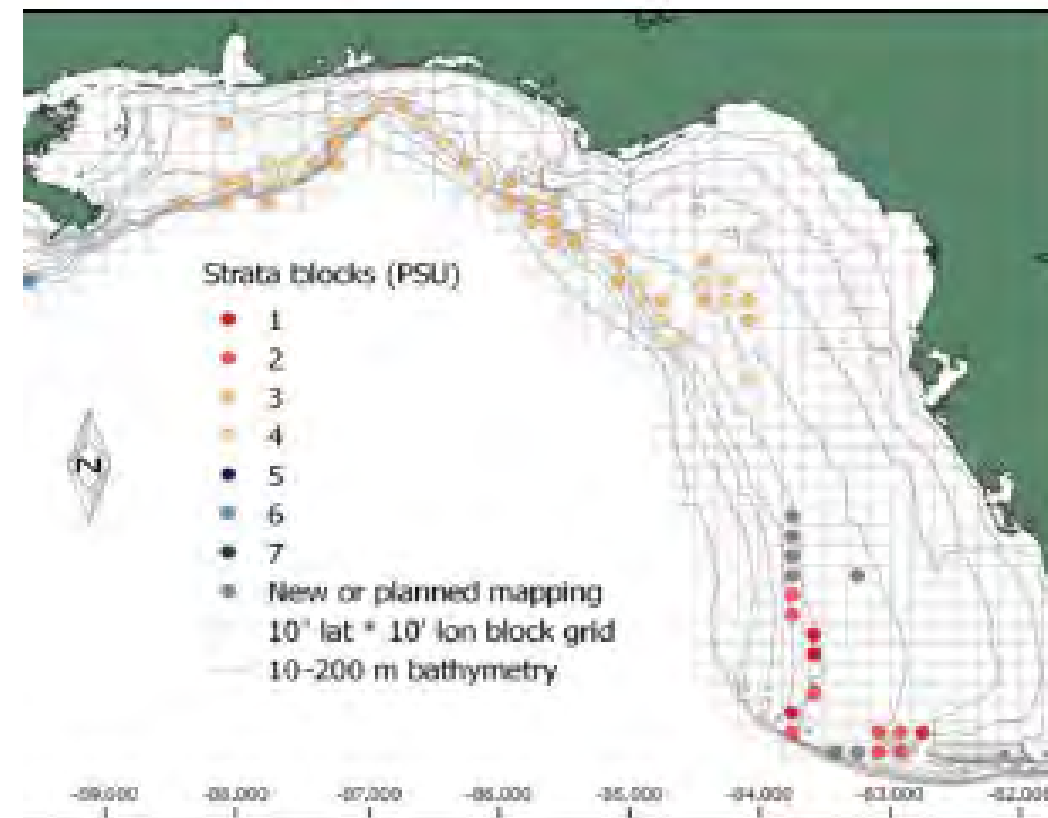 Strata blocks (PSU)
1
2
3
4
5
6
7
New or planned mapping
10' lat * 10' lon block grid
10-200 m bathymetry
N
-89.000 -88.000 -87.000 -86.000 -85.000 -84.000 -83.000 -82.000